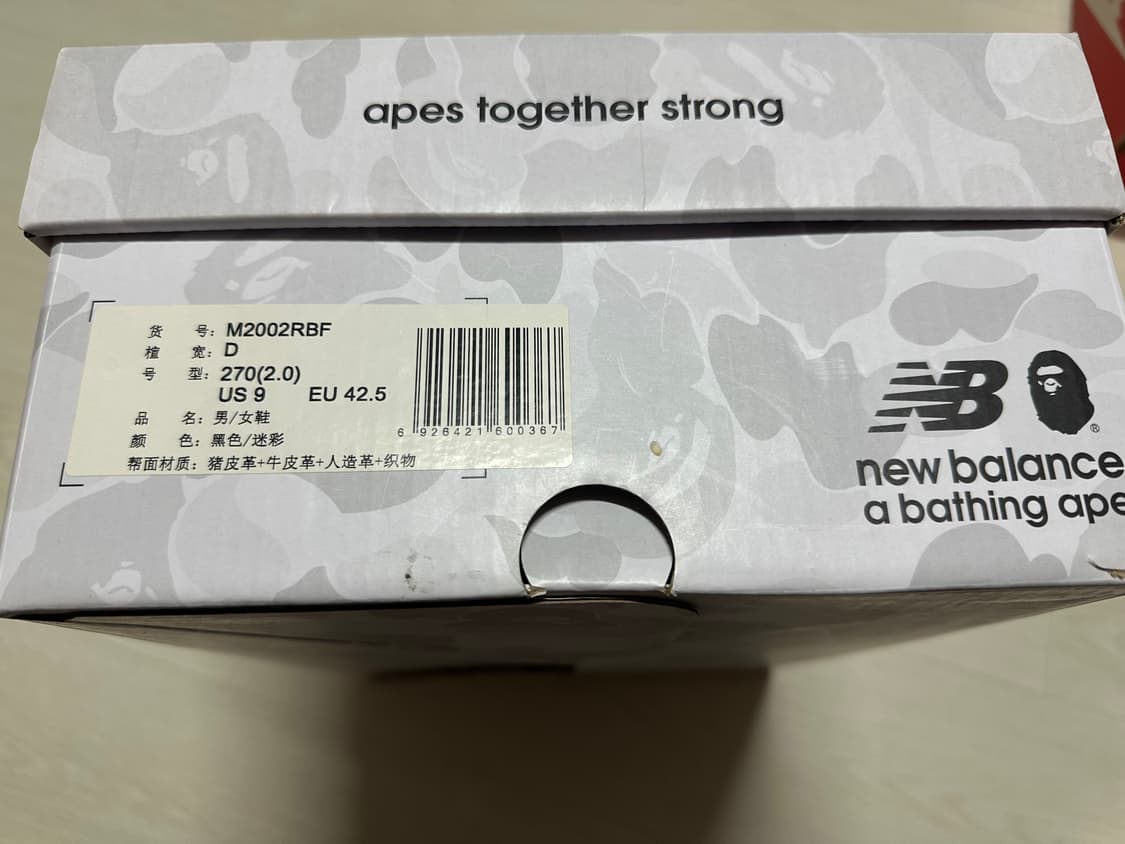 apes together strong
货 号：M2002RBF
楦 宽：D
号 型：270(2.0)
US 9 EU 42.5
品 名：男/女鞋
颜 色：黑色/迷彩
帮面材质：猪皮革+牛皮革+人造革+织物
6 926421 600367
NB
®
new balance
a bathing ape